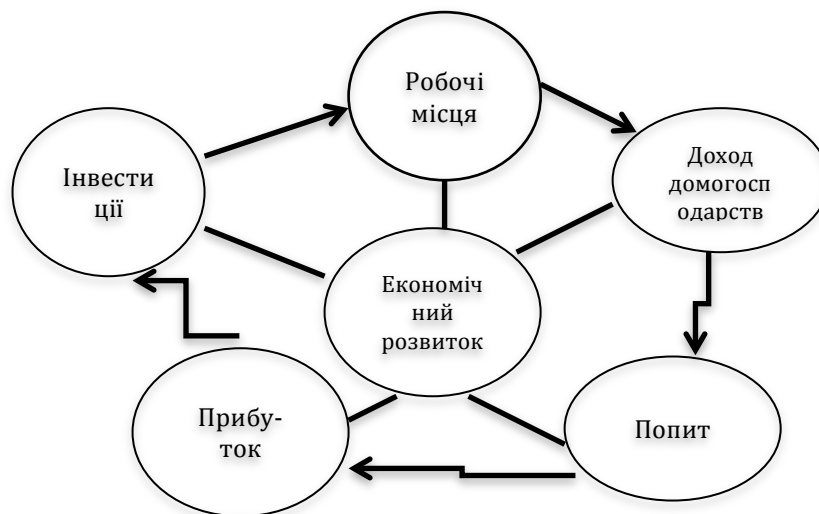 Робочі
місця
Інвести
ції
Доход
домогосп
одарств
Економіч
ний
розвиток
Прибу-
ток
Попит